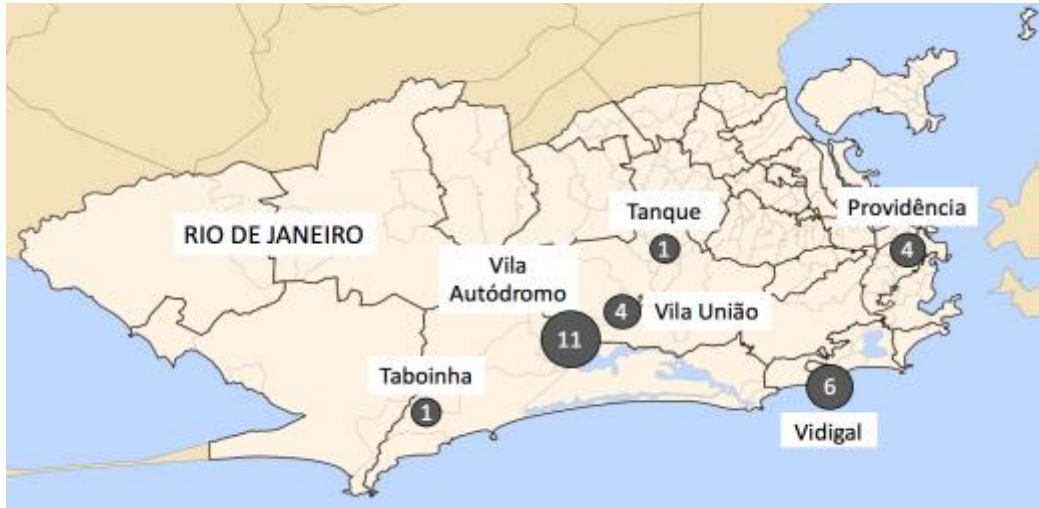 Tanque
1
Providência
4
RIO DE JANEIRO
Vila
Autódromo
11
4
Vila União
Taboinha
1
6
Vidigal